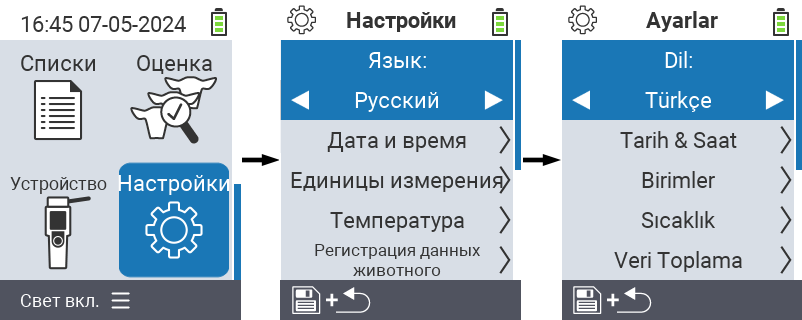 16:45 07-05-2024
Списки
Оценка
Устройство
Настройки
Свет вкл.
Настройки
Язык:
Русский
Дата и время
Единицы измерения
Температура
Регистрация данных
животного
+
Ayarlar
Dil:
Türkçe
Tarih & Saat
Birimler
Sıcaklık
Veri Toplama
+